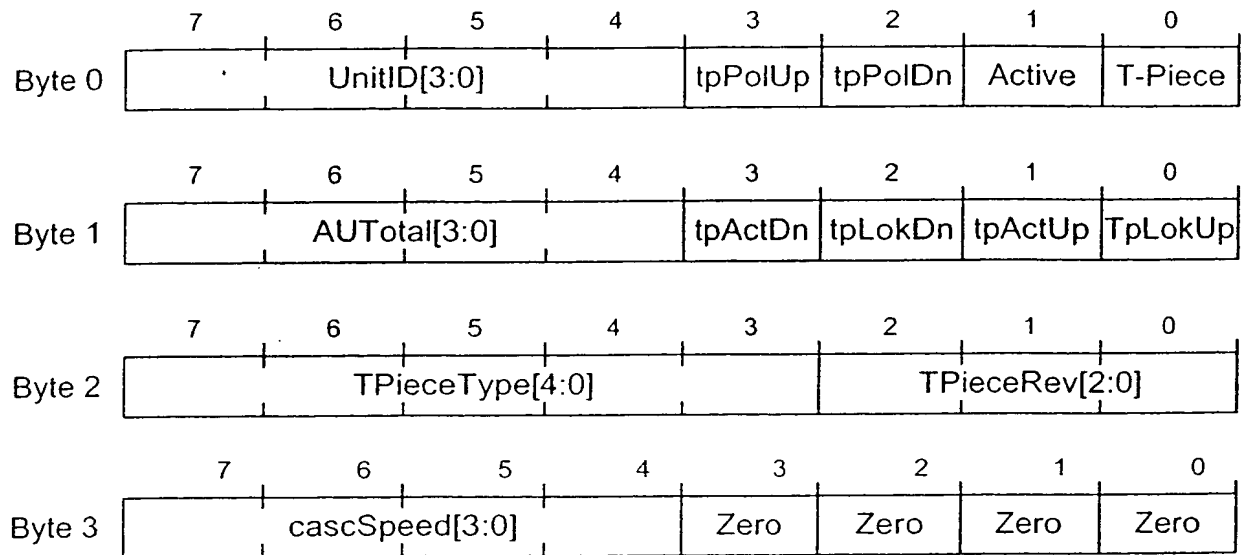 7 6 5 4 3 2 1 0
Byte 0 UnitID[3:0] tpPolUp tpPolDn Active T-Piece
7 6 5 4 3 2 1 0
Byte 1 AUTotal[3:0] tpActDn tpLokDn tpActUp TpLokUp
7 6 5 4 3 2 1 0
Byte 2 TPieceType[4:0] TPieceRev[2:0]
7 6 5 4 3 2 1 0
Byte 3 cascSpeed[3:0] Zero Zero Zero Zero